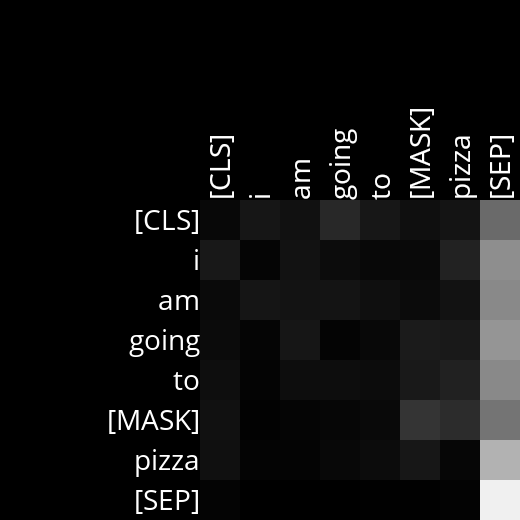 [CLS] i am going to [MASK] pizza [SEP]
[CLS]
i
am
going
to
[MASK]
pizza
[SEP]